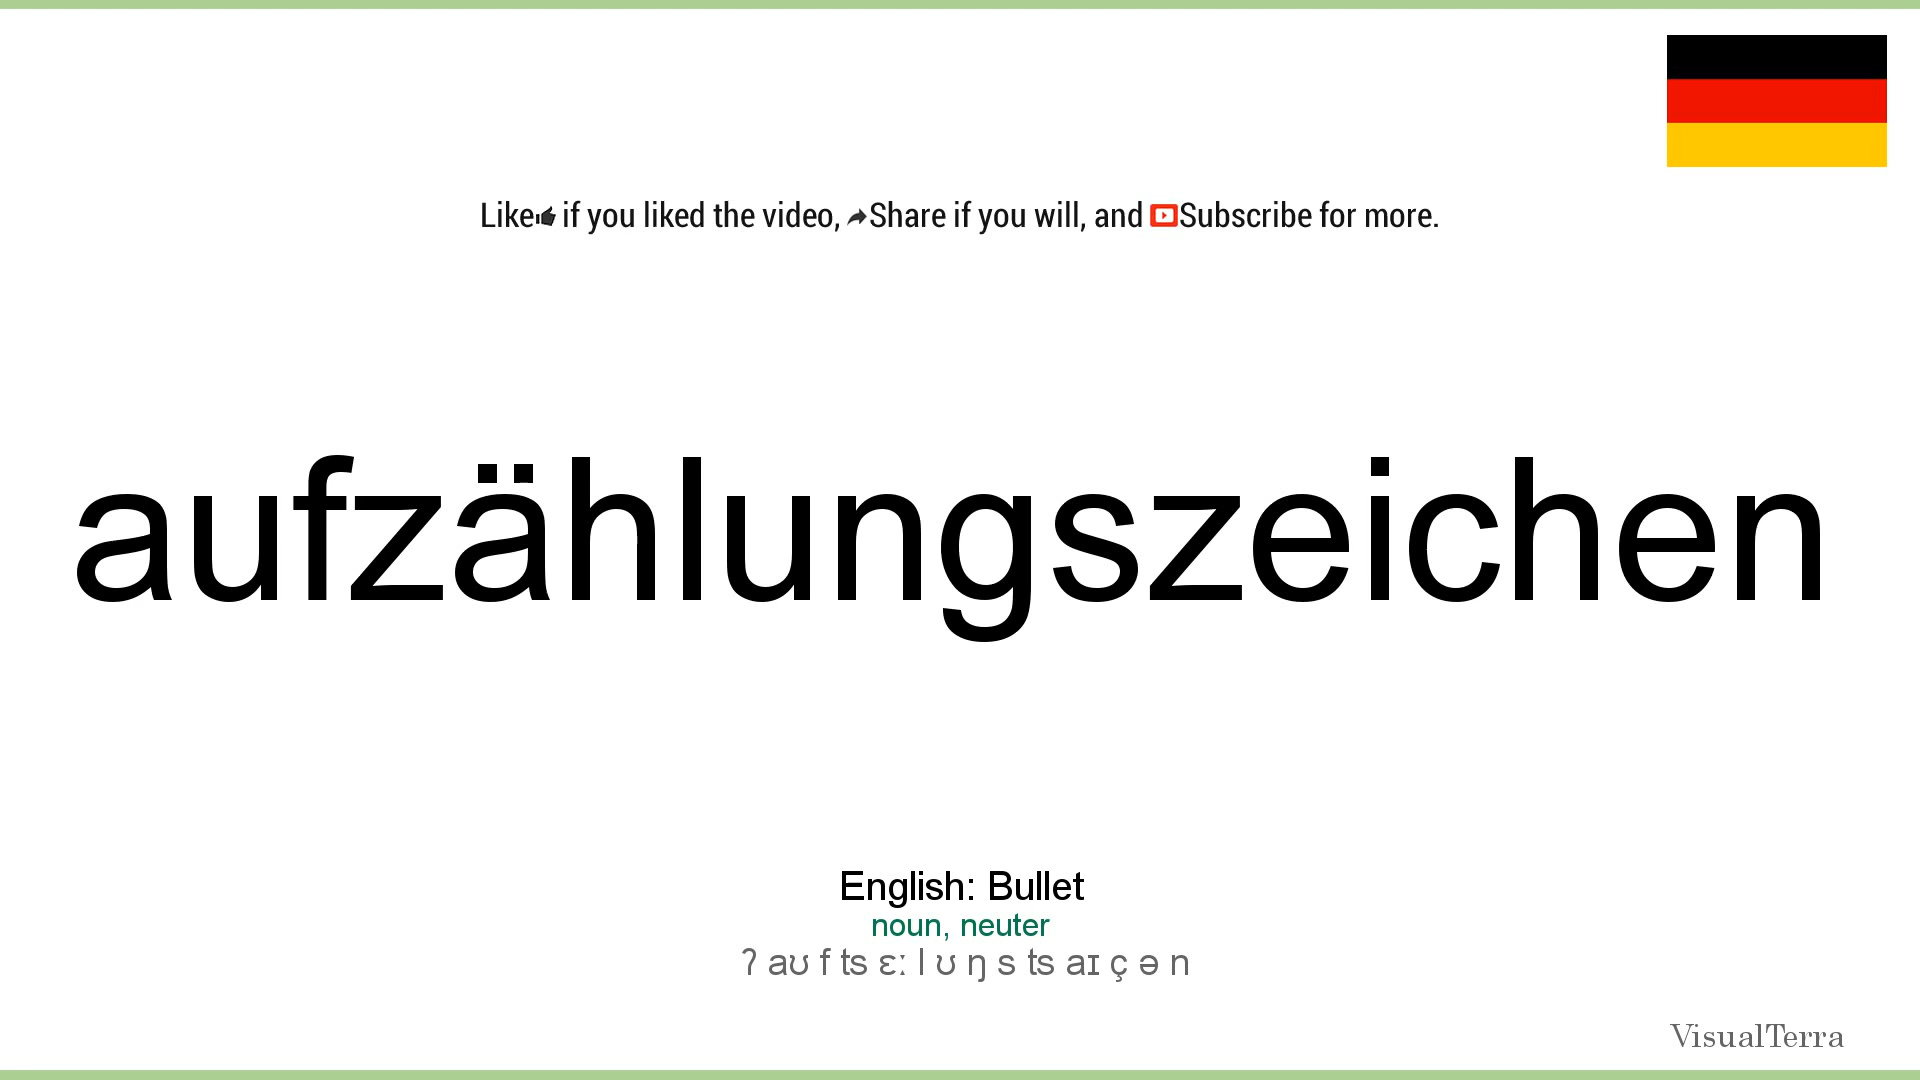 Like if you liked the video, Share if you will, and Subscribe for more.
aufzählungszeichen
English: Bullet
noun, neuter
ʔ aʊ f ts ɛː l ʊ ŋ s ts aɪ ç ə n
VisualTerra